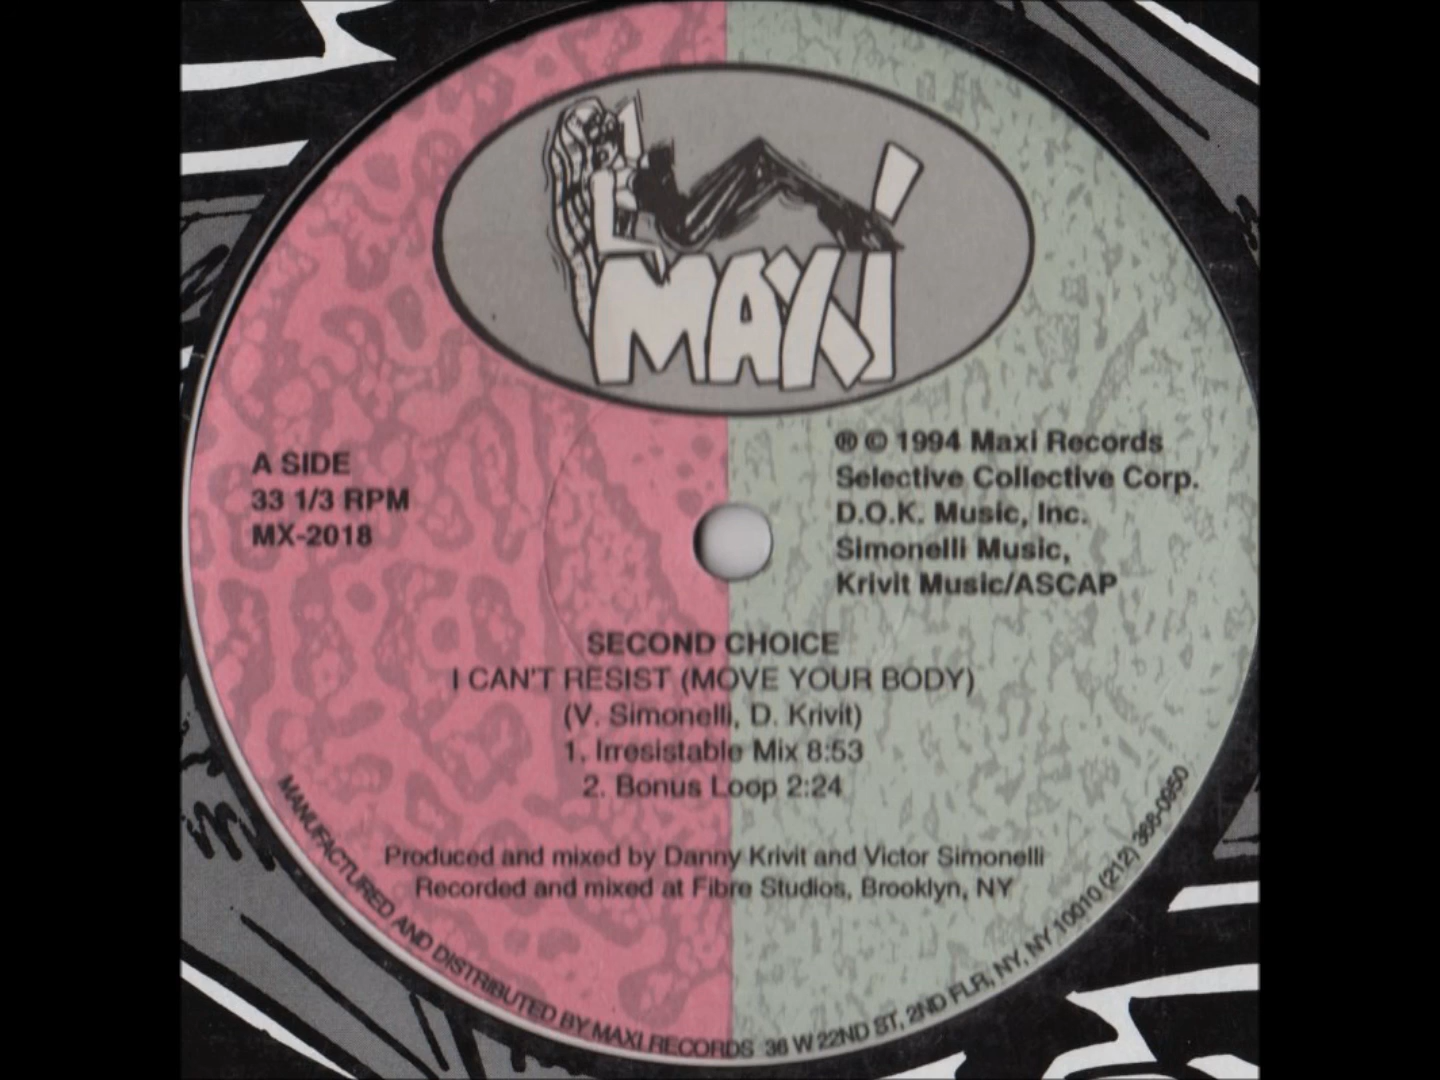 MAXI
A SIDE
33 1/3 RPM
MX-2018
℗ © 1994 Maxi Records
Selective Collective Corp.
D.O.K. Music, Inc.
Simonelli Music,
Krivit Music/ASCAP
SECOND CHOICE
I CAN'T RESIST (MOVE YOUR BODY)
(V. Simonelli, D. Krivit)
1. Irresistable Mix 8:53
2. Bonus Loop 2:24
Produced and mixed by Danny Krivit and Victor Simonelli
Recorded and mixed at Fibre Studios, Brooklyn, NY
MANUFACTURED AND DISTRIBUTED BY MAXI RECORDS 36 W 22ND ST, 2ND FLR, NY, NY 10010 (212) 366-0950